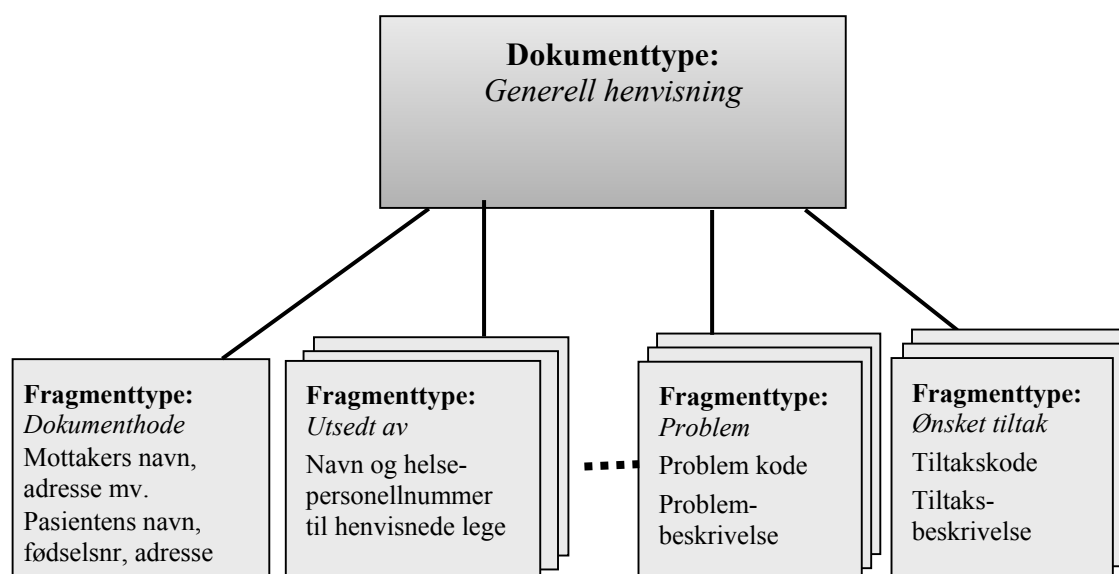 Dokumenttype:
Generell henvisning
Fragmenttype:
Dokumenthode
Mottakers navn,
adresse mv.
Pasientens navn,
fødselsnr, adresse
Fragmenttype:
Utsedt av
Navn og helse-
personellnummer
til henvisnede lege
Fragmenttype:
Problem
Problem kode
Problem-
beskrivelse
Fragmenttype:
Ønsket tiltak
Tiltakskode
Tiltaks-
beskrivelse